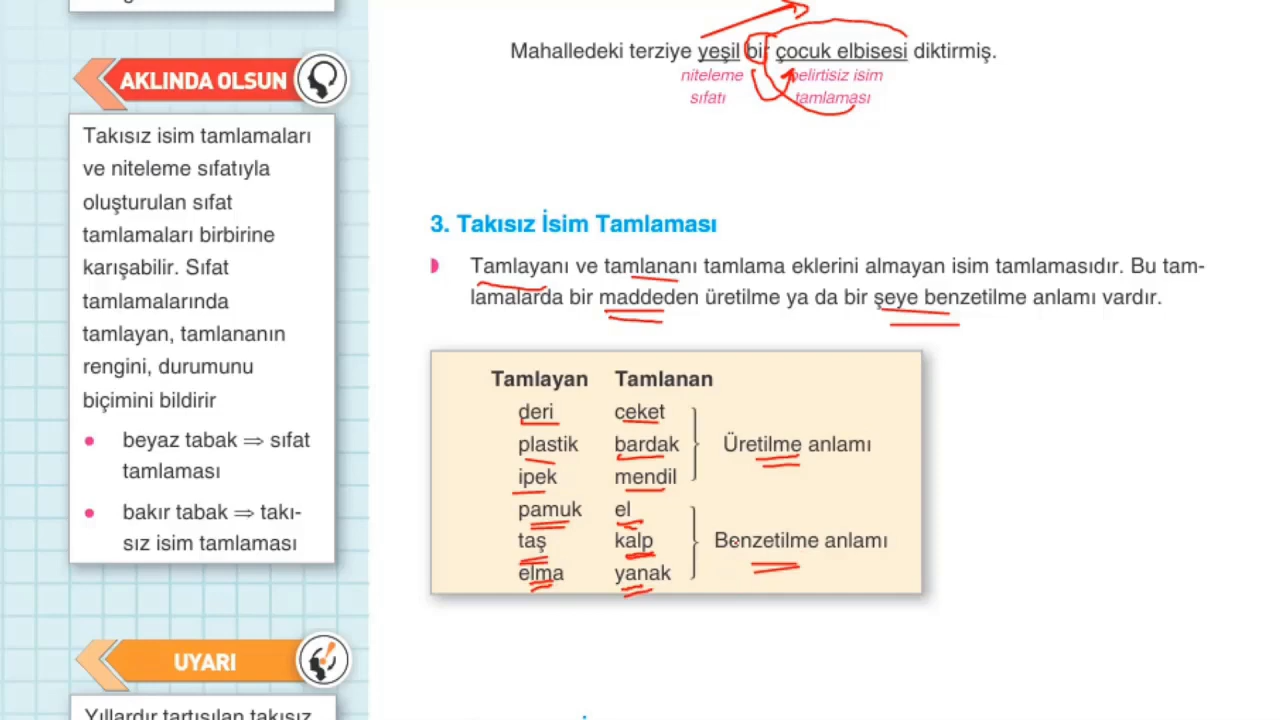 AKLINDA OLSUN
Takısız isim tamlamaları
ve niteleme sıfatıyla
oluşturulan sıfat
tamlamaları birbirine
karışabilir. Sıfat
tamlamalarında
tamlayan, tamlananın
rengini, durumunu
biçimini bildirir
• beyaz tabak ⇒ sıfat
tamlaması
• bakır tabak ⇒ takı-
sız isim tamlaması
UYARI
Yıllardır tartışılan takısız
Mahalledeki terziye yeşil bir çocuk elbisesi diktirmiş.
niteleme belirtisiz isim
sıfatı tamlaması
3. Takısız İsim Tamlaması
Tamlayanı ve tamlananı tamlama eklerini almayan isim tamlamasıdır. Bu tam-
lamalarda bir maddeden üretilme ya da bir şeye benzetilme anlamı vardır.
Tamlayan Tamlanan
deri ceket
plastik bardak Üretilme anlamı
ipek mendil
pamuk el
taş kalp Benzetilme anlamı
elma yanak